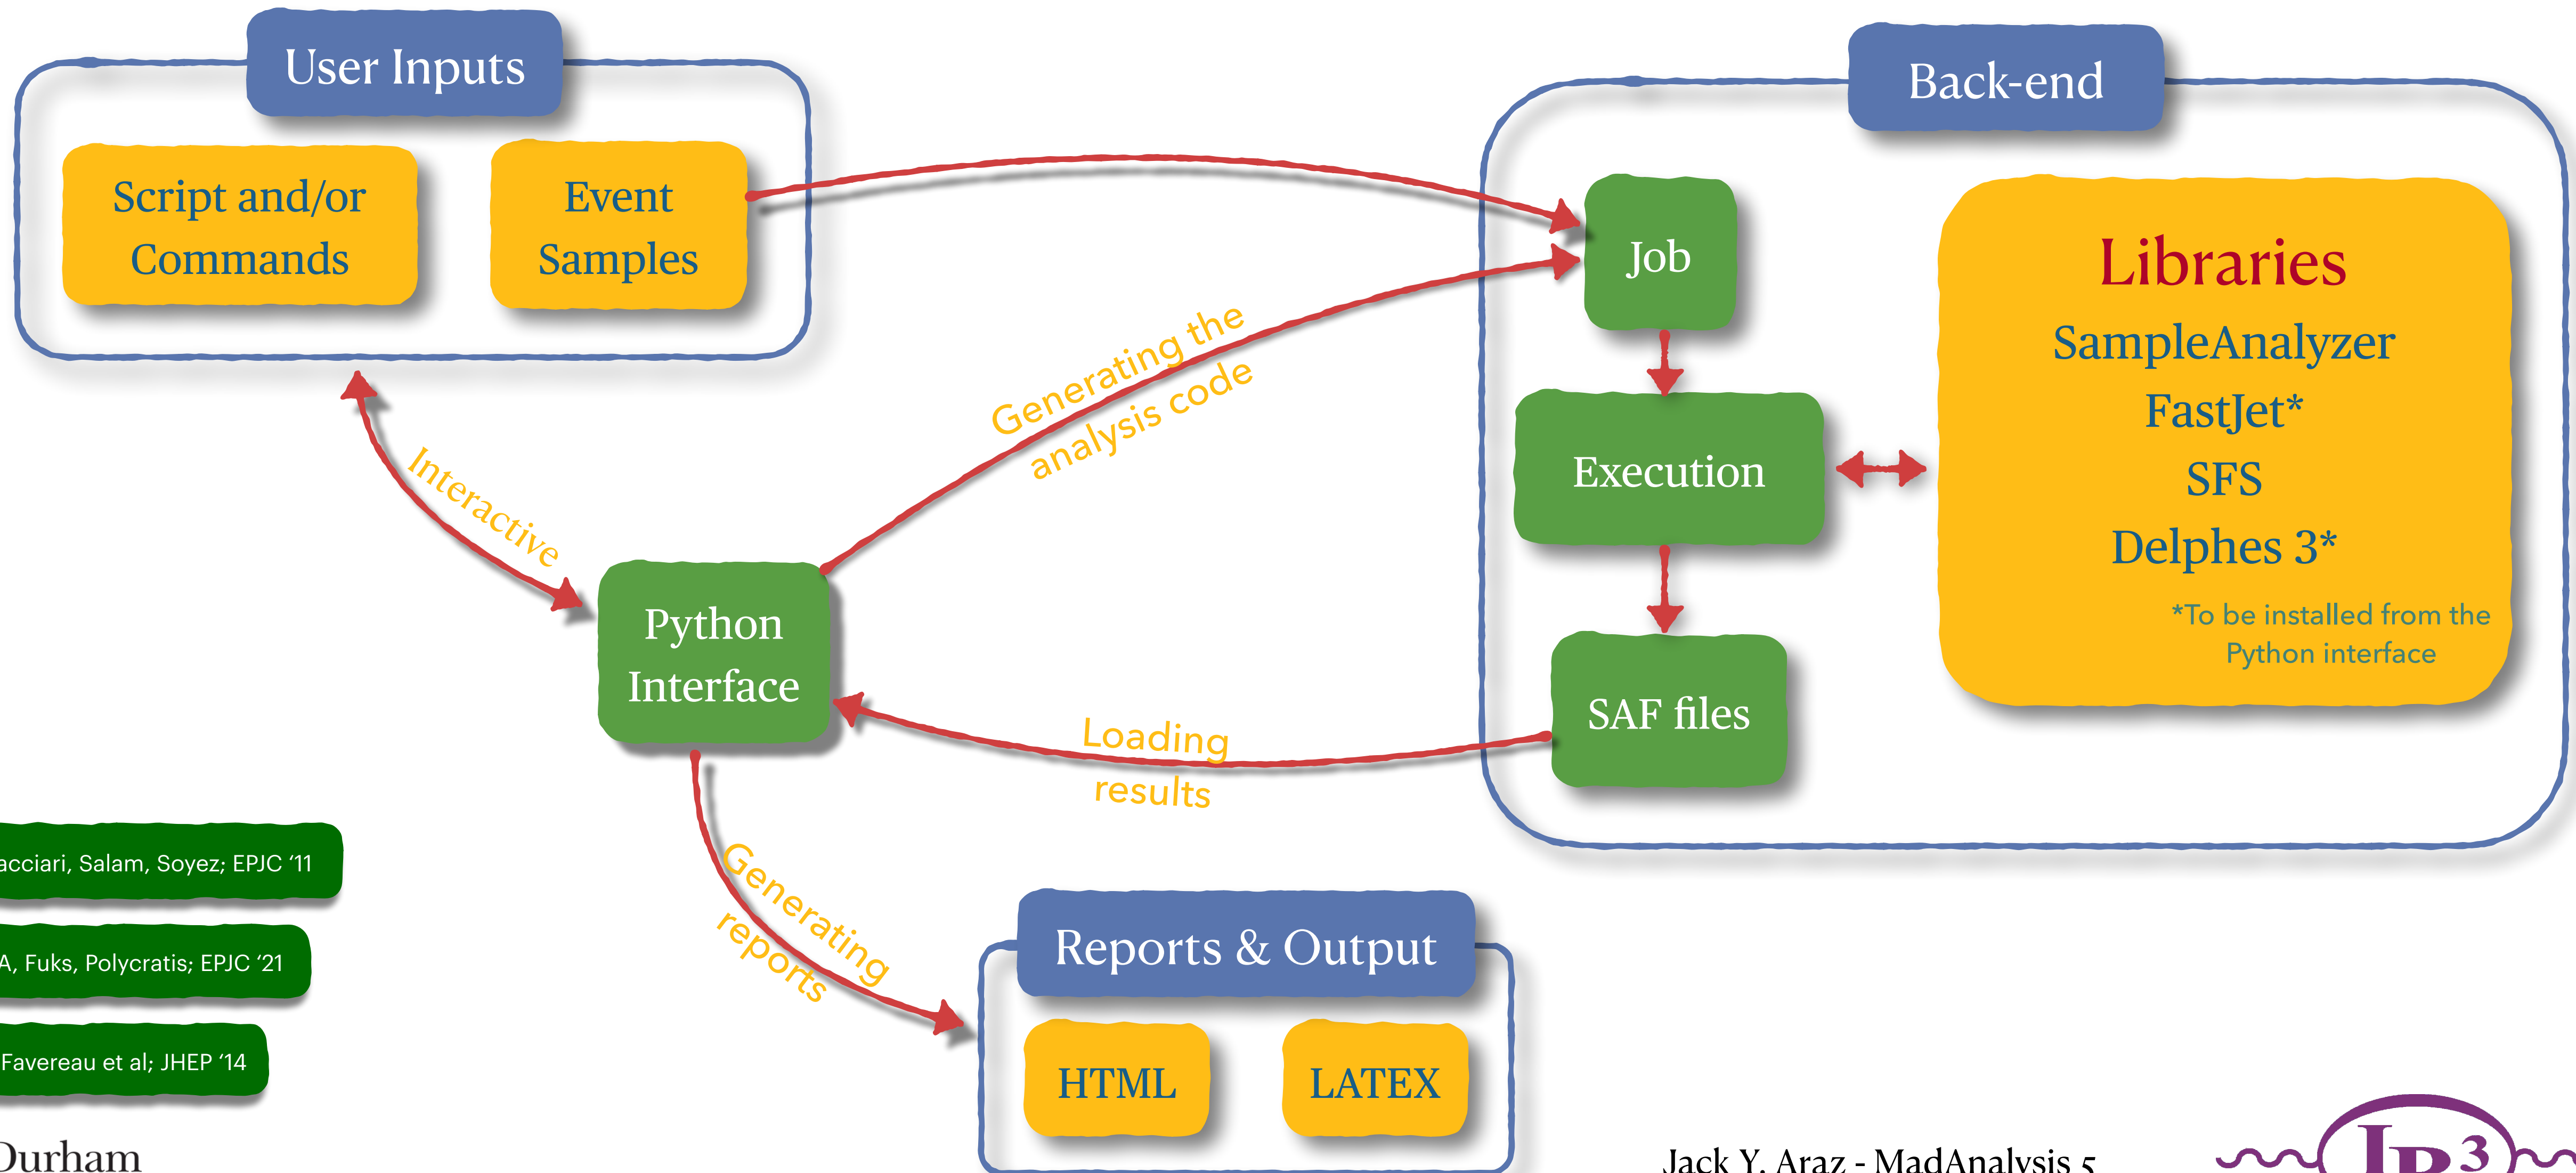 User Inputs
Script and/or
Commands
Event
Samples
Back-end
Job
Execution
SAF files
Libraries
SampleAnalyzer
FastJet*
SFS
Delphes 3*
*To be installed from the
Python interface
Generating the
analysis code
Interactive
Python
Interface
Loading
results
Generating
reports
Reports & Output
HTML
LATEX
acciari, Salam, Soyez; EPJC ‘11
A, Fuks, Polycratis; EPJC ‘21
Favereau et al; JHEP ‘14
Durham
Jack Y. Araz - MadAnalysis 5
IP3